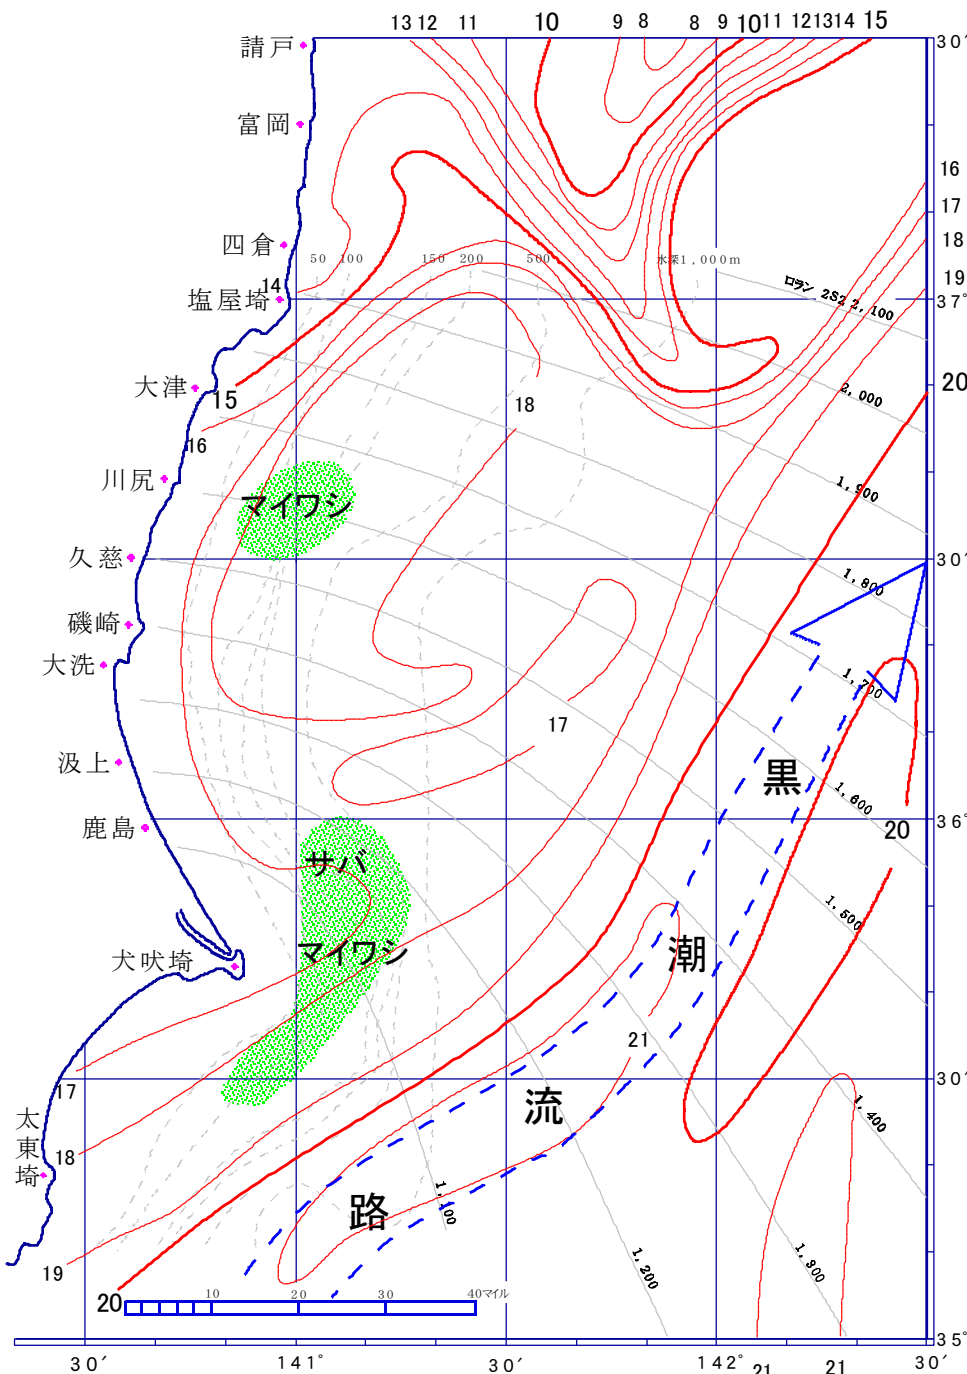 13 12 11 10 9 8 8 9 10 11 12 13 14 15
請戸
30′
富岡
16
17
四倉
18
50 100 150 200 500 水深1,000m
19
14
ロラン 2S2 2,100
塩屋埼
37°
大津
20
15
2,000
18
16
川尻
1,900
マイワシ
久慈
30′
1,800
磯崎
大洗
1,700
17
汲上
黒
1,600
鹿島
36°
20
サバ
1,500
マイワシ
潮
犬吠埼
21
30′
17
流
1,400
太東埼
18
1,100
路
1,300
1,200
19
20
10 20 30 40マイル
35°
30′ 141° 30′ 142° 30′
21 21